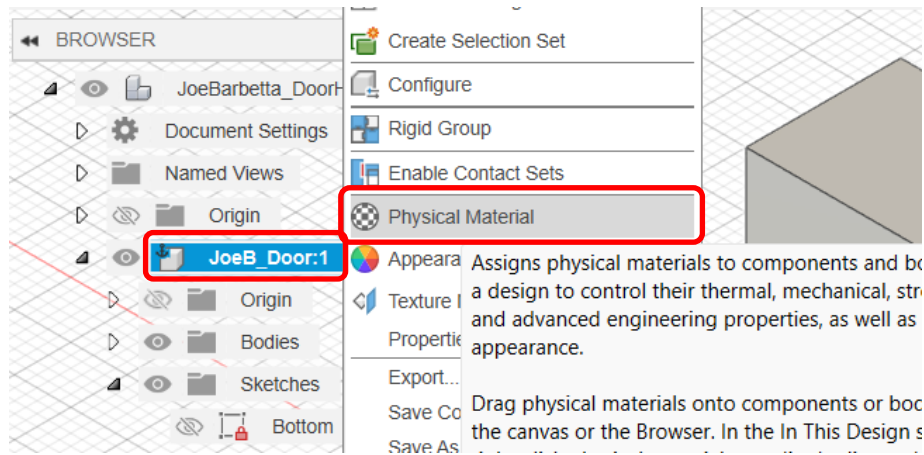 BROWSER
JoeBarbetta_DoorH
Document Settings
Named Views
Origin
JoeB_Door:1
Origin
Bodies
Sketches
Bottom
Create Selection Set
Configure
Rigid Group
Enable Contact Sets
Physical Material
Appeara
Texture
Propertie
Export...
Save Co
Save As
Assigns physical materials to components and bo
a design to control their thermal, mechanical, stre
and advanced engineering properties, as well as
appearance.
Drag physical materials onto components or bod
the canvas or the Browser. In the In This Design s